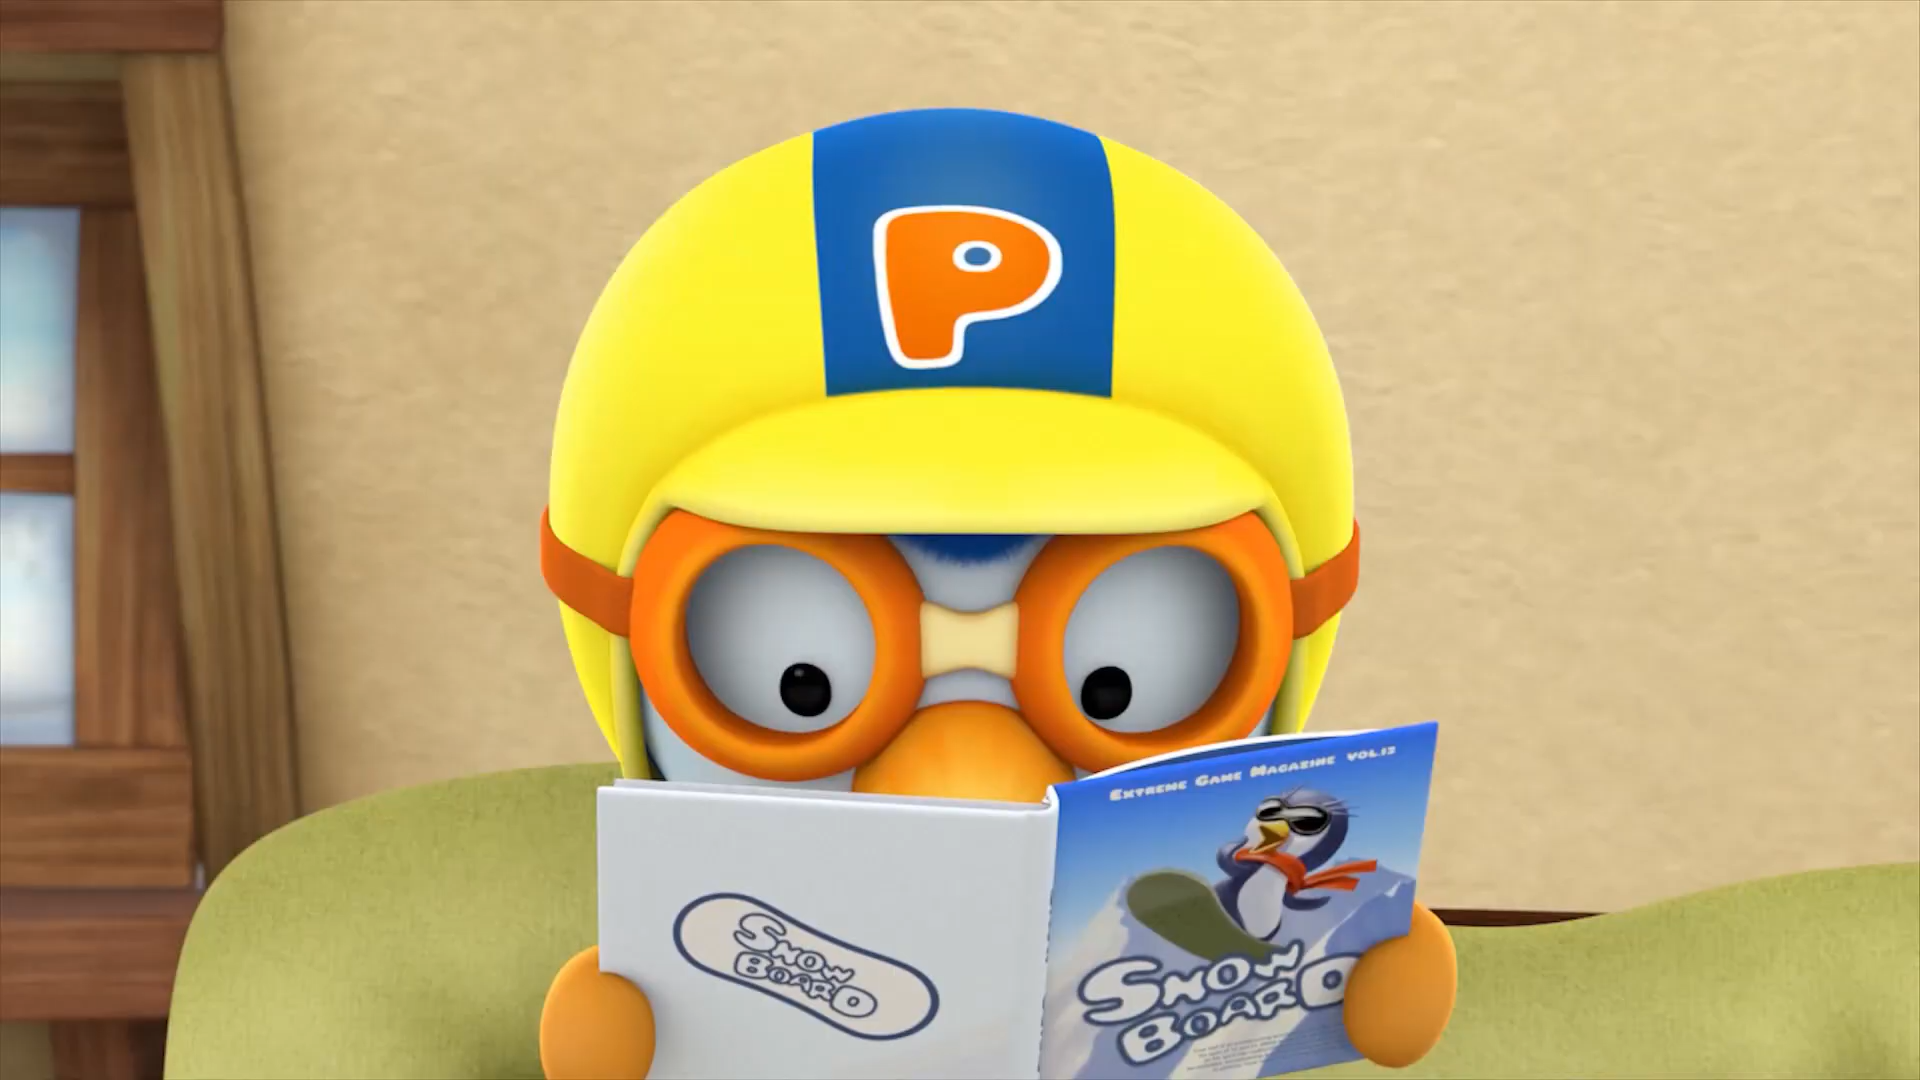 P
EXTREME GAME MAGAZINE VOL.12
SNOW
BOARD
SNOW
BOARD